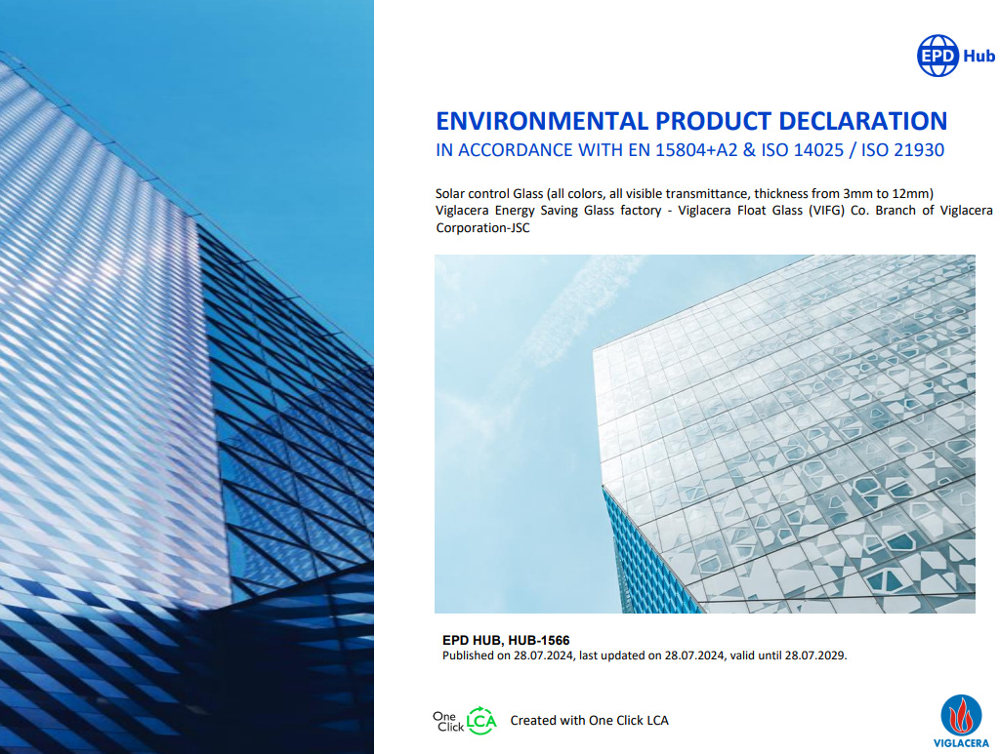 EPD Hub
ENVIRONMENTAL PRODUCT DECLARATION
IN ACCORDANCE WITH EN 15804+A2 & ISO 14025 / ISO 21930
Solar control Glass (all colors, all visible transmittance, thickness from 3mm to 12mm)
Viglacera Energy Saving Glass factory - Viglacera Float Glass (VIFG) Co. Branch of Viglacera
Corporation-JSC
EPD HUB, HUB-1566
Published on 28.07.2024, last updated on 28.07.2024, valid until 28.07.2029.
One
Click LCA
Created with One Click LCA
VIGLACERA